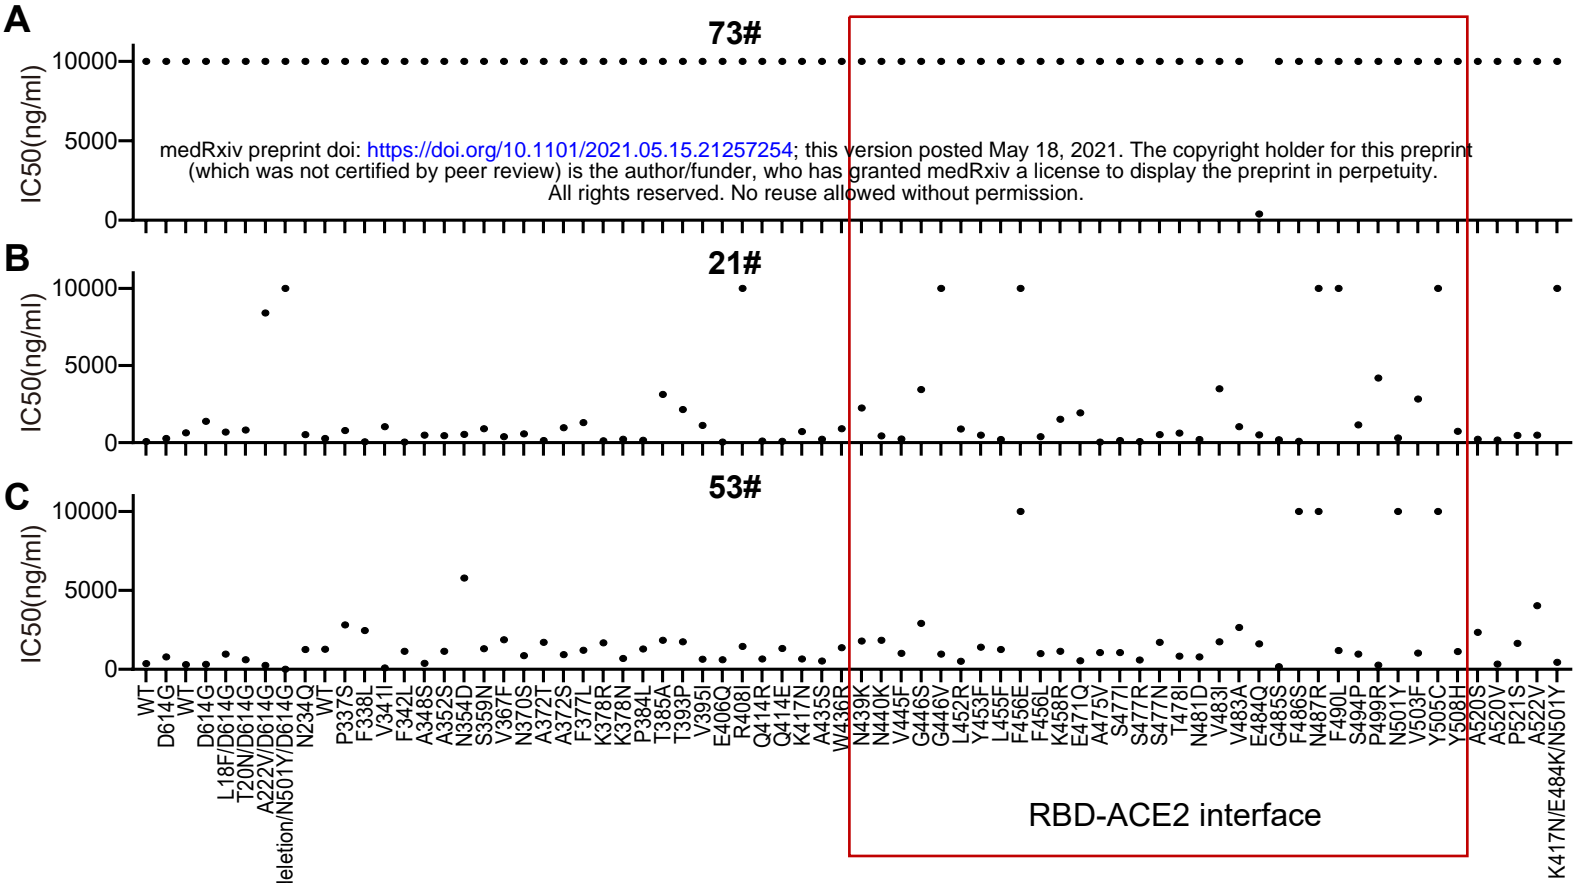 A
73#
IC50(ng/ml)
10000
5000
0
medRxiv preprint doi: https://doi.org/10.1101/2021.05.15.21257254; this version posted May 18, 2021. The copyright holder for this preprint
(which was not certified by peer review) is the author/funder, who has granted medRxiv a license to display the preprint in perpetuity.
All rights reserved. No reuse allowed without permission.
B
21#
IC50(ng/ml)
10000
5000
0
C
53#
IC50(ng/ml)
10000
5000
0
WT
D614G
WT
D614G
L18F/D614G
T20N/D614G
A222V/D614G
eletion/N501Y/D614G
N234Q
WT
P337S
F338L
V341I
F342L
A348S
A352S
N354D
S359N
V367F
N370S
A372T
A372S
F377L
K378R
K378N
P384L
T385A
T393P
V395I
E406Q
R408I
Q414R
Q414E
K417N
A435S
W436R
N439K
N440K
V445F
G446S
G446V
L452R
Y453F
L455F
F456E
F456L
K458R
E471Q
A475V
S477I
S477R
S477N
T478I
N481D
V483I
V483A
E484Q
G485S
F486S
N487R
F490L
S494P
P499R
N501Y
V503F
Y505C
Y508H
A520S
A520V
P521S
A522V
K417N/E484K/N501Y
RBD-ACE2 interface